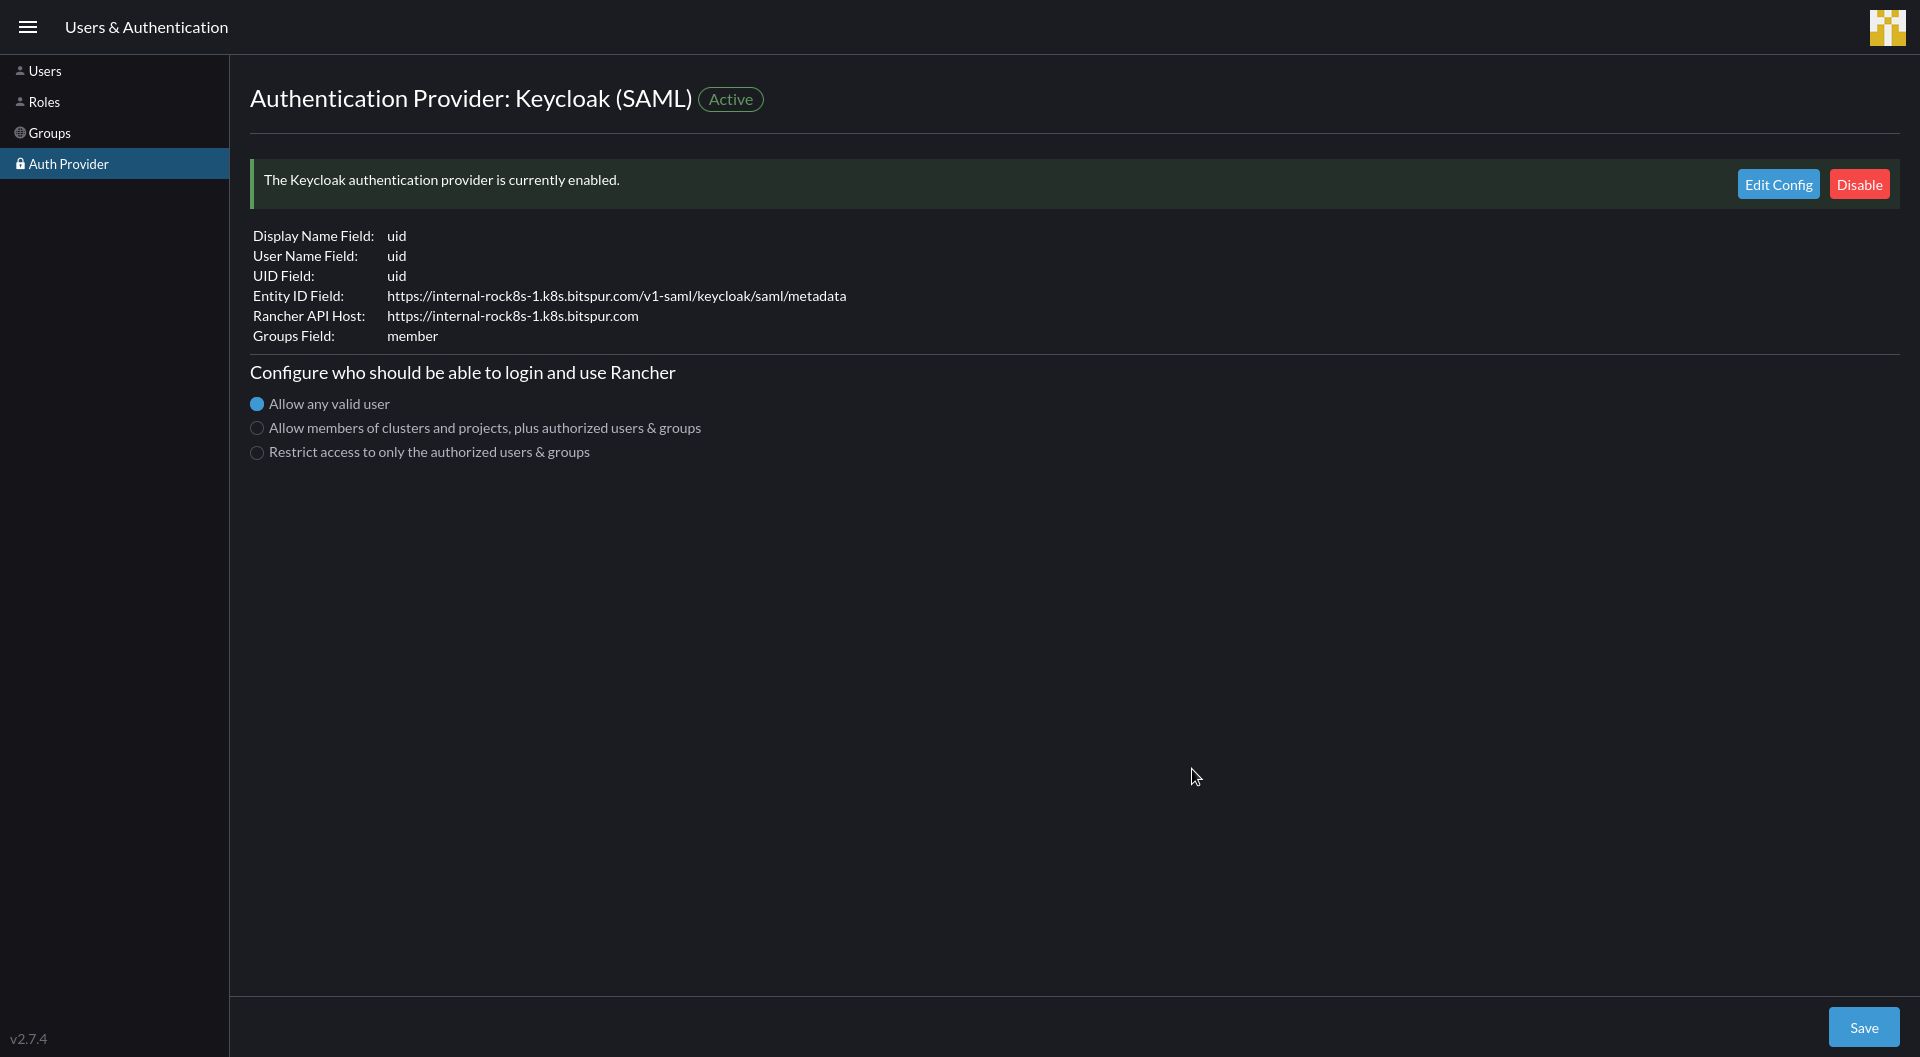 Users & Authentication
Users
Roles
Groups
Auth Provider
Authentication Provider: Keycloak (SAML) Active
The Keycloak authentication provider is currently enabled.
Edit Config
Disable
Display Name Field: uid
User Name Field: uid
UID Field: uid
Entity ID Field: https://internal-rock8s-1.k8s.bitspur.com/v1-saml/keycloak/saml/metadata
Rancher API Host: https://internal-rock8s-1.k8s.bitspur.com
Groups Field: member
Configure who should be able to login and use Rancher
Allow any valid user
Allow members of clusters and projects, plus authorized users & groups
Restrict access to only the authorized users & groups
v2.7.4
Save